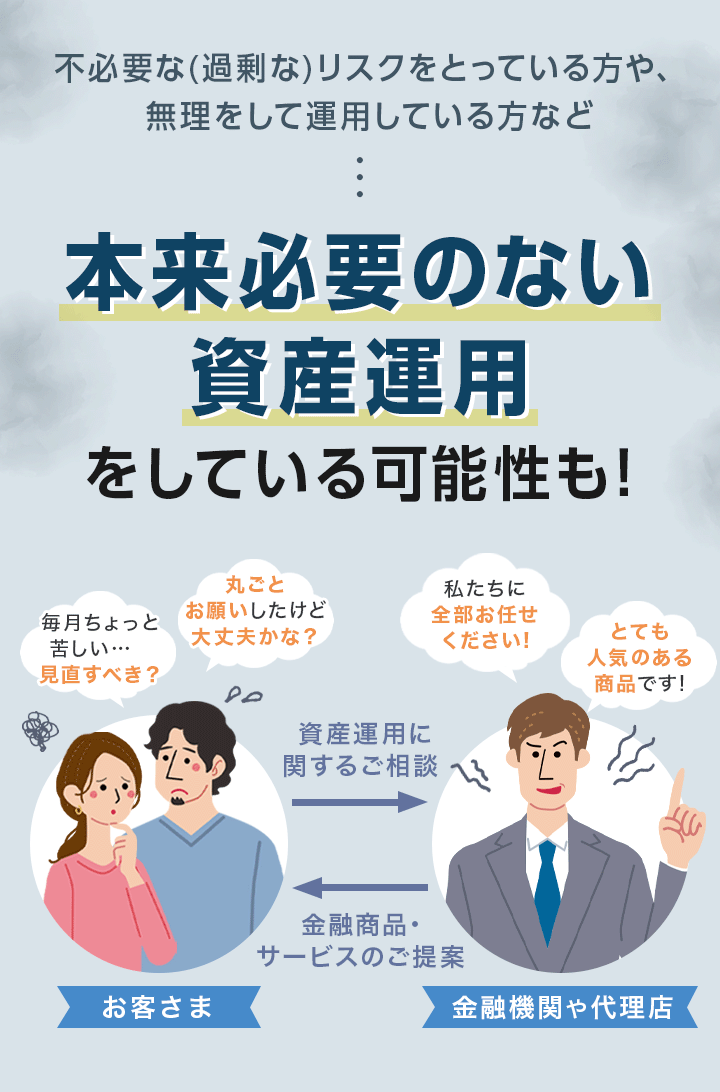 不必要な(過剰な)リスクをとっている方や、
無理をして運用している方など
本来必要のない
資産運用
をしている可能性も!
毎月ちょっと
苦しい…
見直すべき？
丸ごと
お願いしたけど
大丈夫かな？
私たちに
全部お任せ
ください!
とても
人気のある
商品です!
資産運用に
関するご相談
金融商品・
サービスのご提案
お客さま
金融機関や代理店